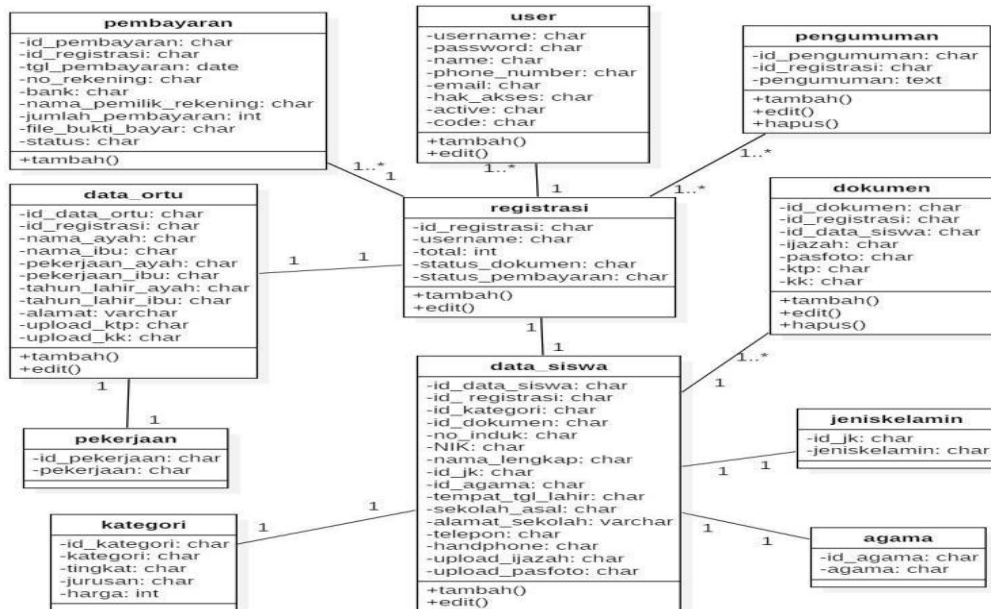 pembayaran
-id_pembayaran: char
-id_registrasi: char
-tgl_pembayaran: date
-no_rekening: char
-bank: char
-nama_pemilik_rekening: char
-jumlah_pembayaran: int
-file_bukti_bayar: char
-status: char
+tambah()
user
-username: char
-password: char
-name: char
-phone_number: char
-email: char
-hak_akses: char
-active: char
-code: char
+tambah()
+edit()
pengumuman
-id_pengumuman: char
-id_registrasi: char
-pengumuman: text
+tambah()
+edit()
+hapus()
1..*
1
1..*
1
1..*
1..*
data_ortu
-id_data_ortu: char
-id_registrasi: char
-nama_ayah: char
-nama_ibu: char
-pekerjaan_ayah: char
-pekerjaan_ibu: char
-tahun_lahir_ayah: char
-tahun_lahir_ibu: char
-alamat: varchar
-upload_ktp: char
-upload_kk: char
+tambah()
+edit()
1
1
registrasi
-id_registrasi: char
-username: char
-total: int
-status_dokumen: char
-status_pembayaran: char
+tambah()
+edit()
dokumen
-id_dokumen: char
-id_registrasi: char
-id_data_siswa: char
-ijazah: char
-pasfoto: char
-ktp: char
-kk: char
+tambah()
+edit()
+hapus()
1
1
1..*
1
1
1
pekerjaan
-id_pekerjaan: char
-pekerjaan: char
data_siswa
-id_data_siswa: char
-id_ registrasi: char
-id_kategori: char
-id_dokumen: char
-no_induk: char
-NIK: char
-nama_lengkap: char
-id_jk: char
-id_agama: char
-tempat_tgl_lahir: char
-sekolah_asal: char
-alamat_sekolah: varchar
-telepon: char
-handphone: char
-upload_ijazah: char
-upload_pasfoto: char
+tambah()
+edit()
jeniskelamin
-id_jk: char
-jeniskelamin: char
1
1
1
1
kategori
-id_kategori: char
-kategori: char
-tingkat: char
-jurusan: char
-harga: int
1
1
agama
-id_agama: char
-agama: char